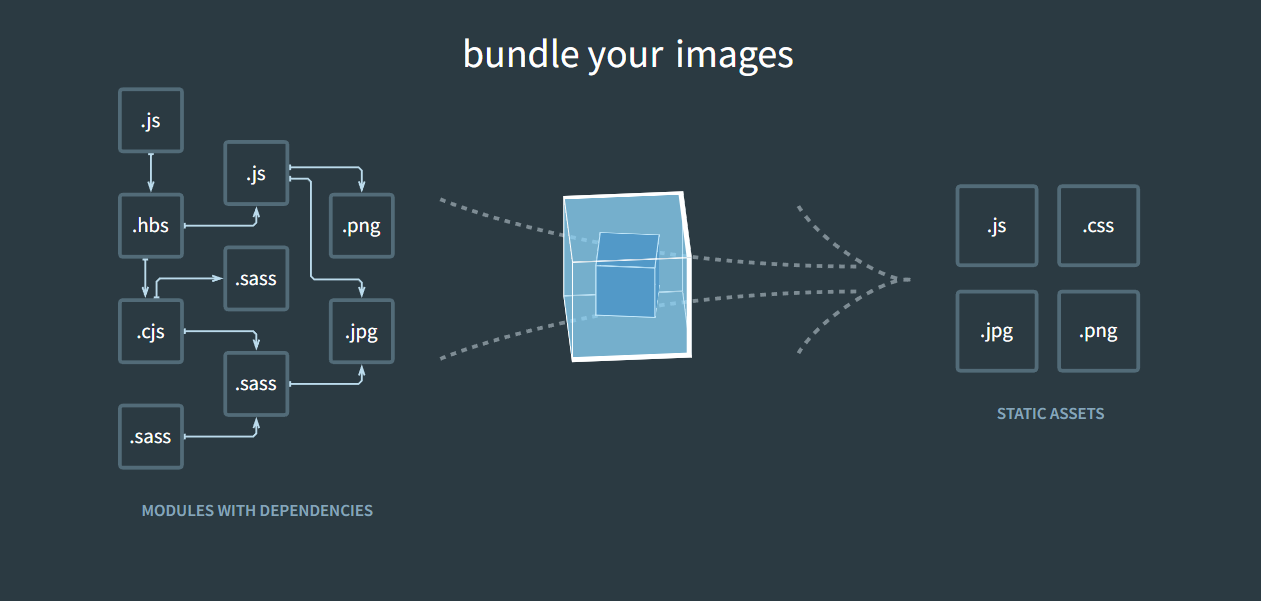 bundle your images
.js
.js
.hbs
.png
.sass
.cjs
.jpg
.sass
.sass
MODULES WITH DEPENDENCIES
.js
.css
.jpg
.png
STATIC ASSETS